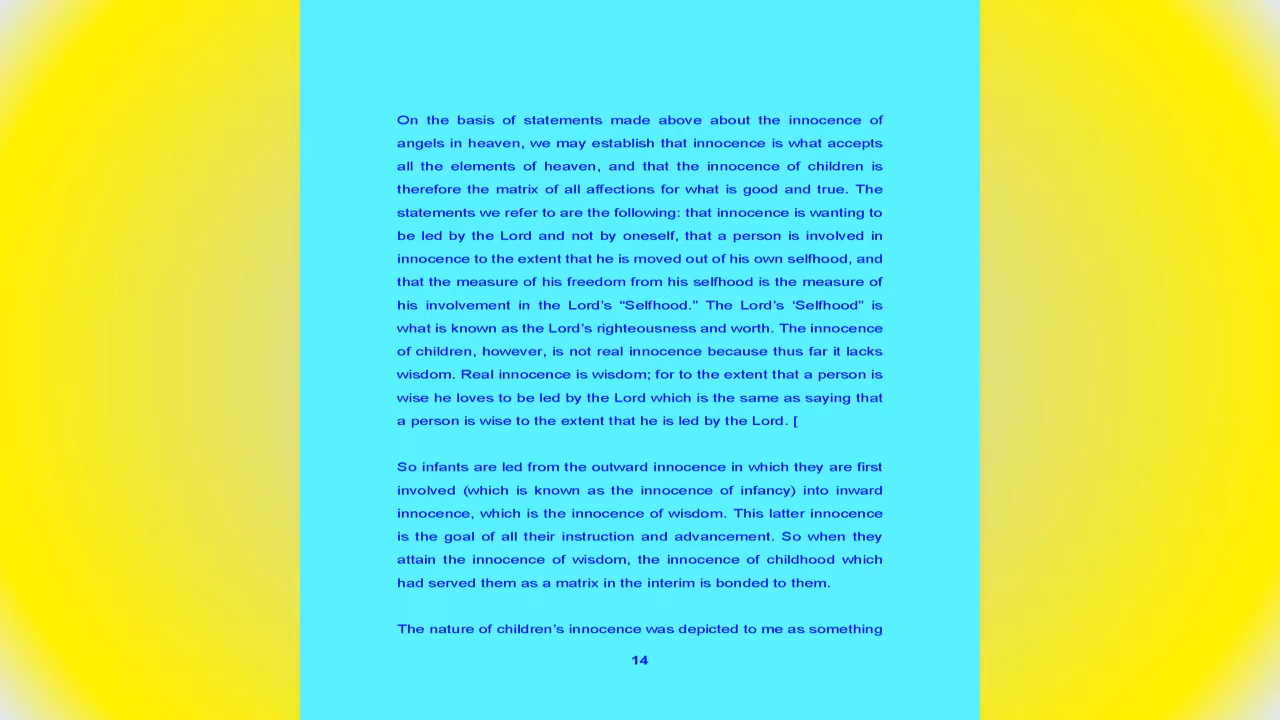 On the basis of statements made above about the innocence of
angels in heaven, we may establish that innocence is what accepts
all the elements of heaven, and that the innocence of children is
therefore the matrix of all affections for what is good and true. The
statements we refer to are the following: that innocence is wanting to
be led by the Lord and not by oneself, that a person is involved in
innocence to the extent that he is moved out of his own selfhood, and
that the measure of his freedom from his selfhood is the measure of
his involvement in the Lord’s “Selfhood.” The Lord’s ‘Selfhood” is
what is known as the Lord’s righteousness and worth. The innocence
of children, however, is not real innocence because thus far it lacks
wisdom. Real innocence is wisdom; for to the extent that a person is
wise he loves to be led by the Lord which is the same as saying that
a person is wise to the extent that he is led by the Lord. [
So infants are led from the outward innocence in which they are first
involved (which is known as the innocence of infancy) into inward
innocence, which is the innocence of wisdom. This latter innocence
is the goal of all their instruction and advancement. So when they
attain the innocence of wisdom, the innocence of childhood which
had served them as a matrix in the interim is bonded to them.
The nature of children’s innocence was depicted to me as something
14